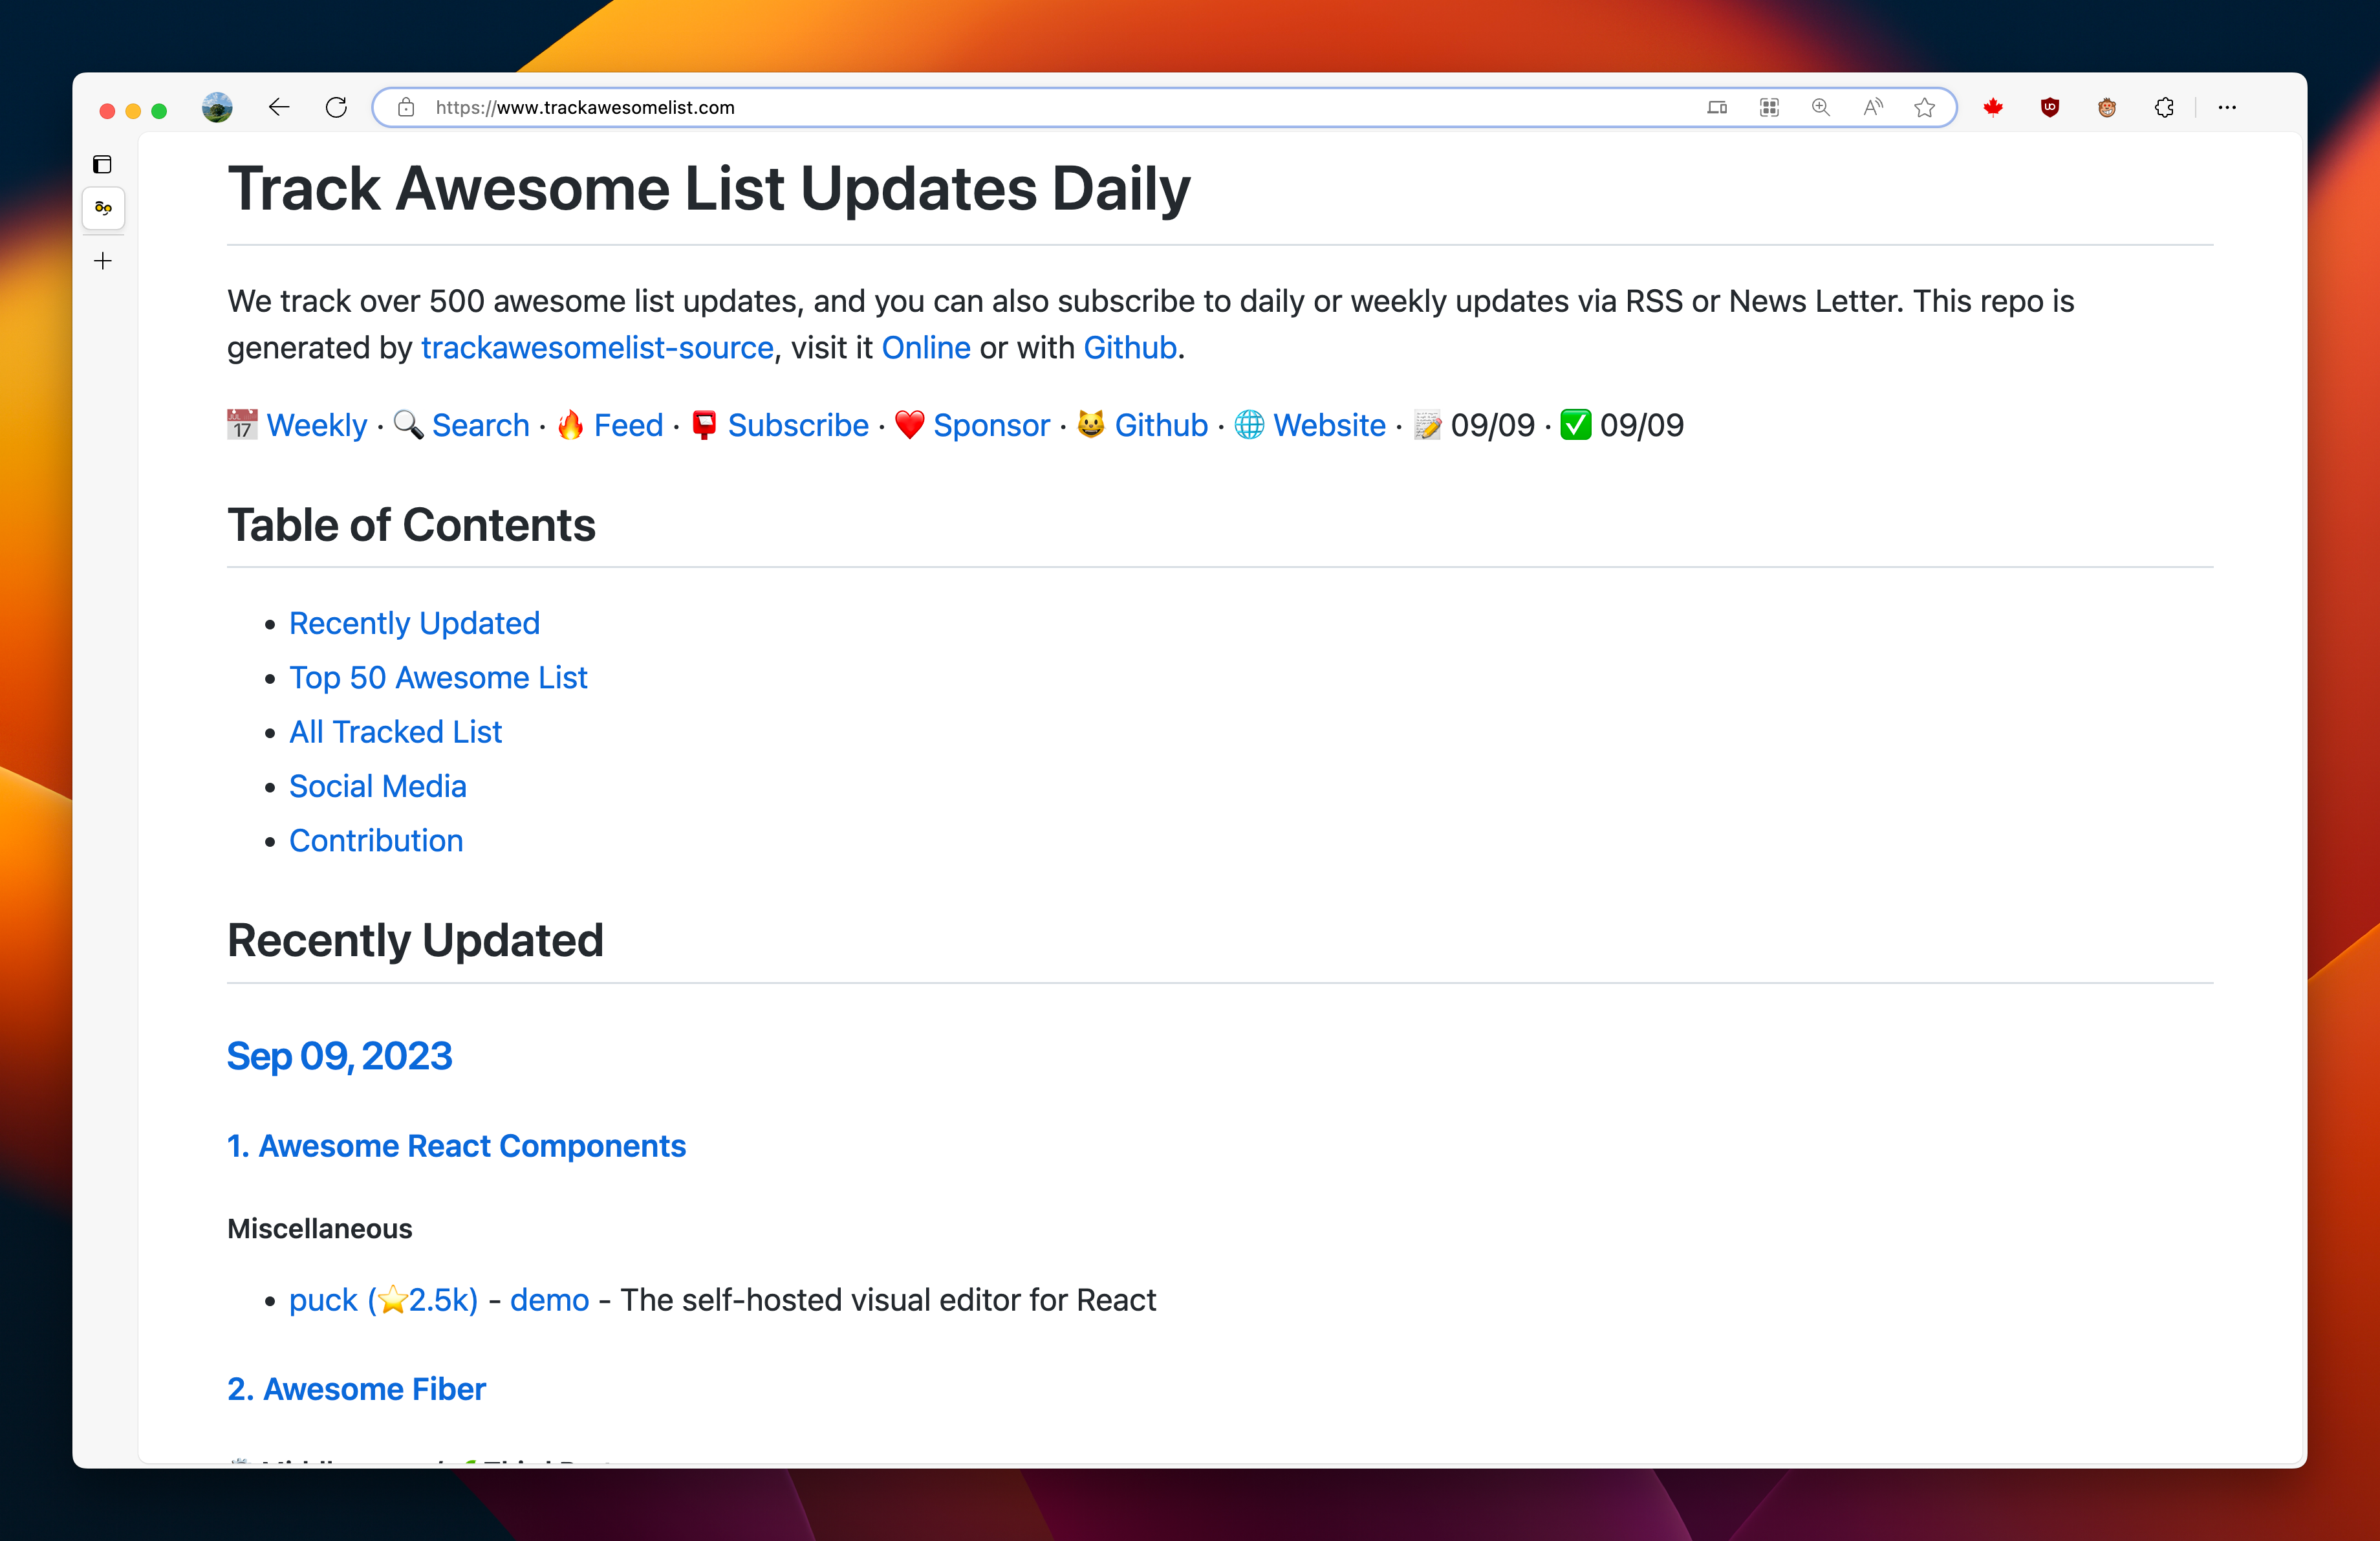 https://www.trackawesomelist.com
Track Awesome List Updates Daily
We track over 500 awesome list updates, and you can also subscribe to daily or weekly updates via RSS or News Letter. This repo is
generated by trackawesomelist-source, visit it Online or with Github.
📅 Weekly · 🔍 Search · 🔥 Feed · 📮 Subscribe · ❤️ Sponsor · 😺 Github · 🌐 Website · 📝 09/09 · ✅ 09/09
Table of Contents
• Recently Updated
• Top 50 Awesome List
• All Tracked List
• Social Media
• Contribution
Recently Updated
Sep 09, 2023
1. Awesome React Components
Miscellaneous
• puck (⭐2.5k) - demo - The self-hosted visual editor for React
2. Awesome Fiber